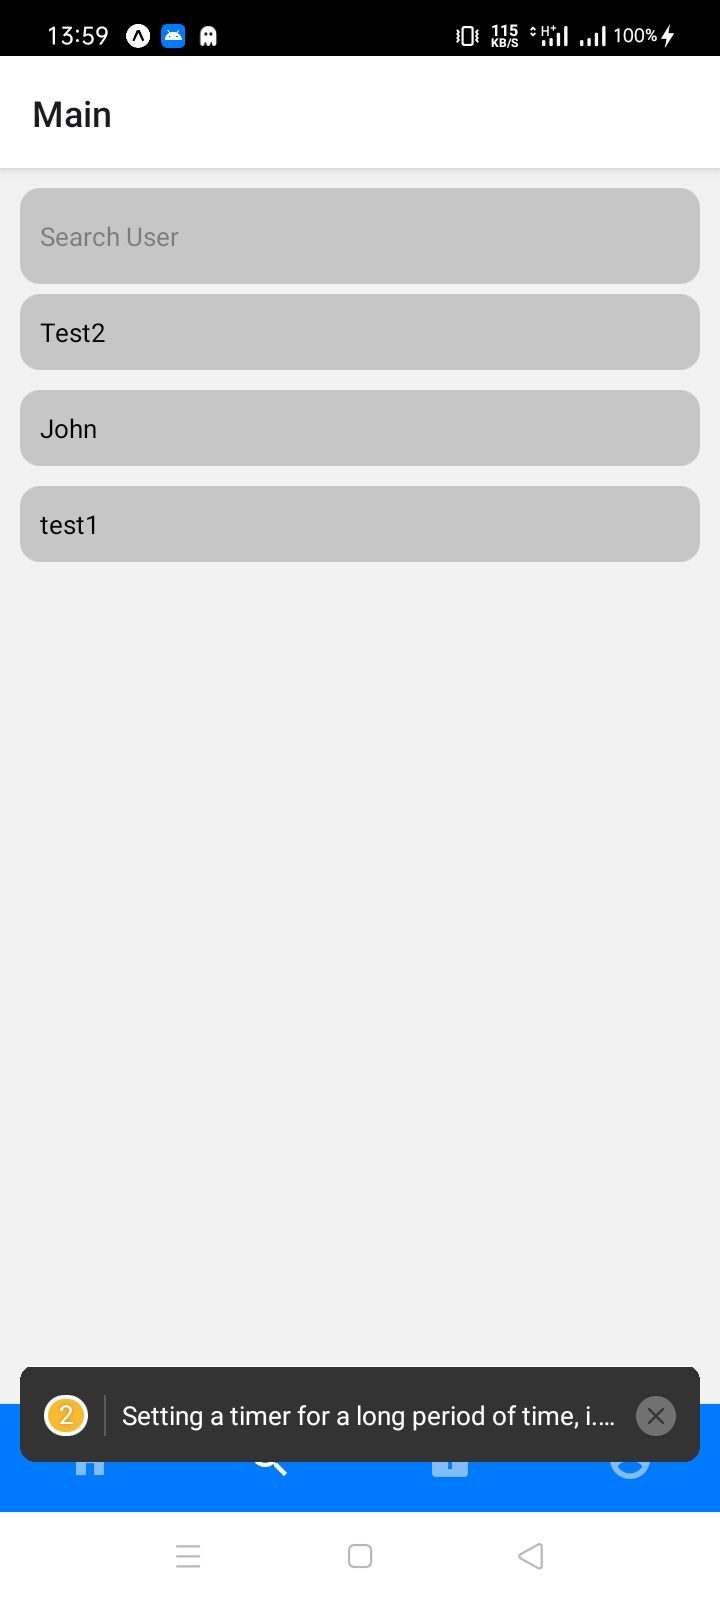 13:59 115 KB/S H+ 100%
Main
Search User
Test2
John
test1
2 Setting a timer for a long period of time, i....